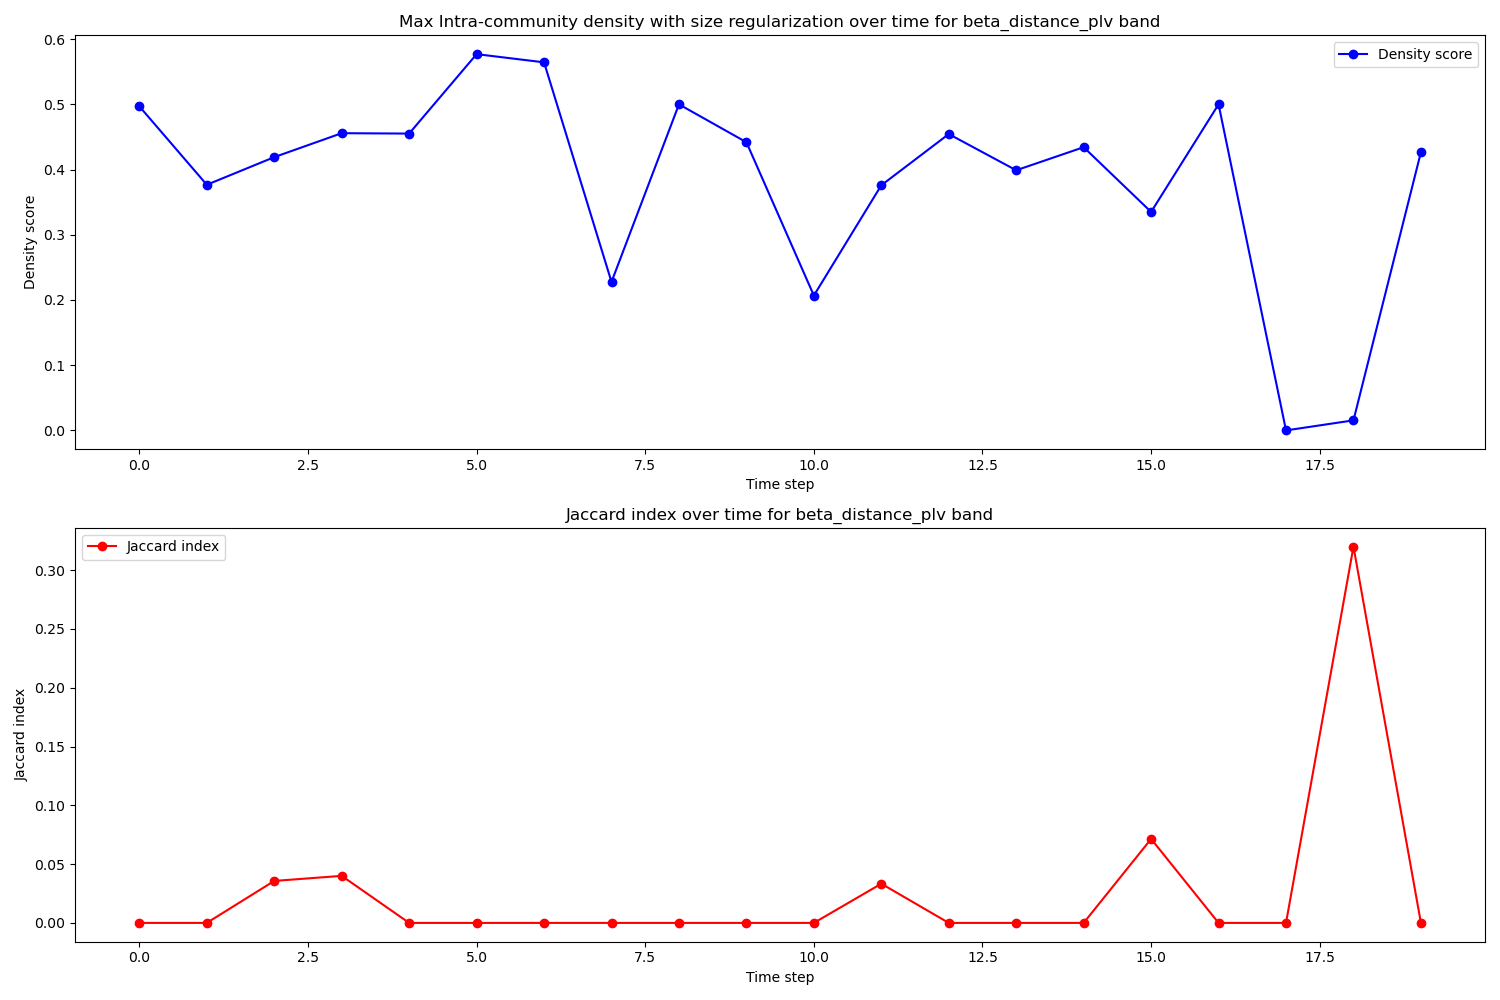 Max Intra-community density with size regularization over time for beta_distance_plv band
Density score
0.6
0.5
0.4
0.3
0.2
0.1
0.0
Density score
0.0 2.5 5.0 7.5 10.0 12.5 15.0 17.5
Time step
Jaccard index over time for beta_distance_plv band
Jaccard index
0.30
0.25
0.20
0.15
0.10
0.05
0.00
Jaccard index
0.0 2.5 5.0 7.5 10.0 12.5 15.0 17.5
Time step